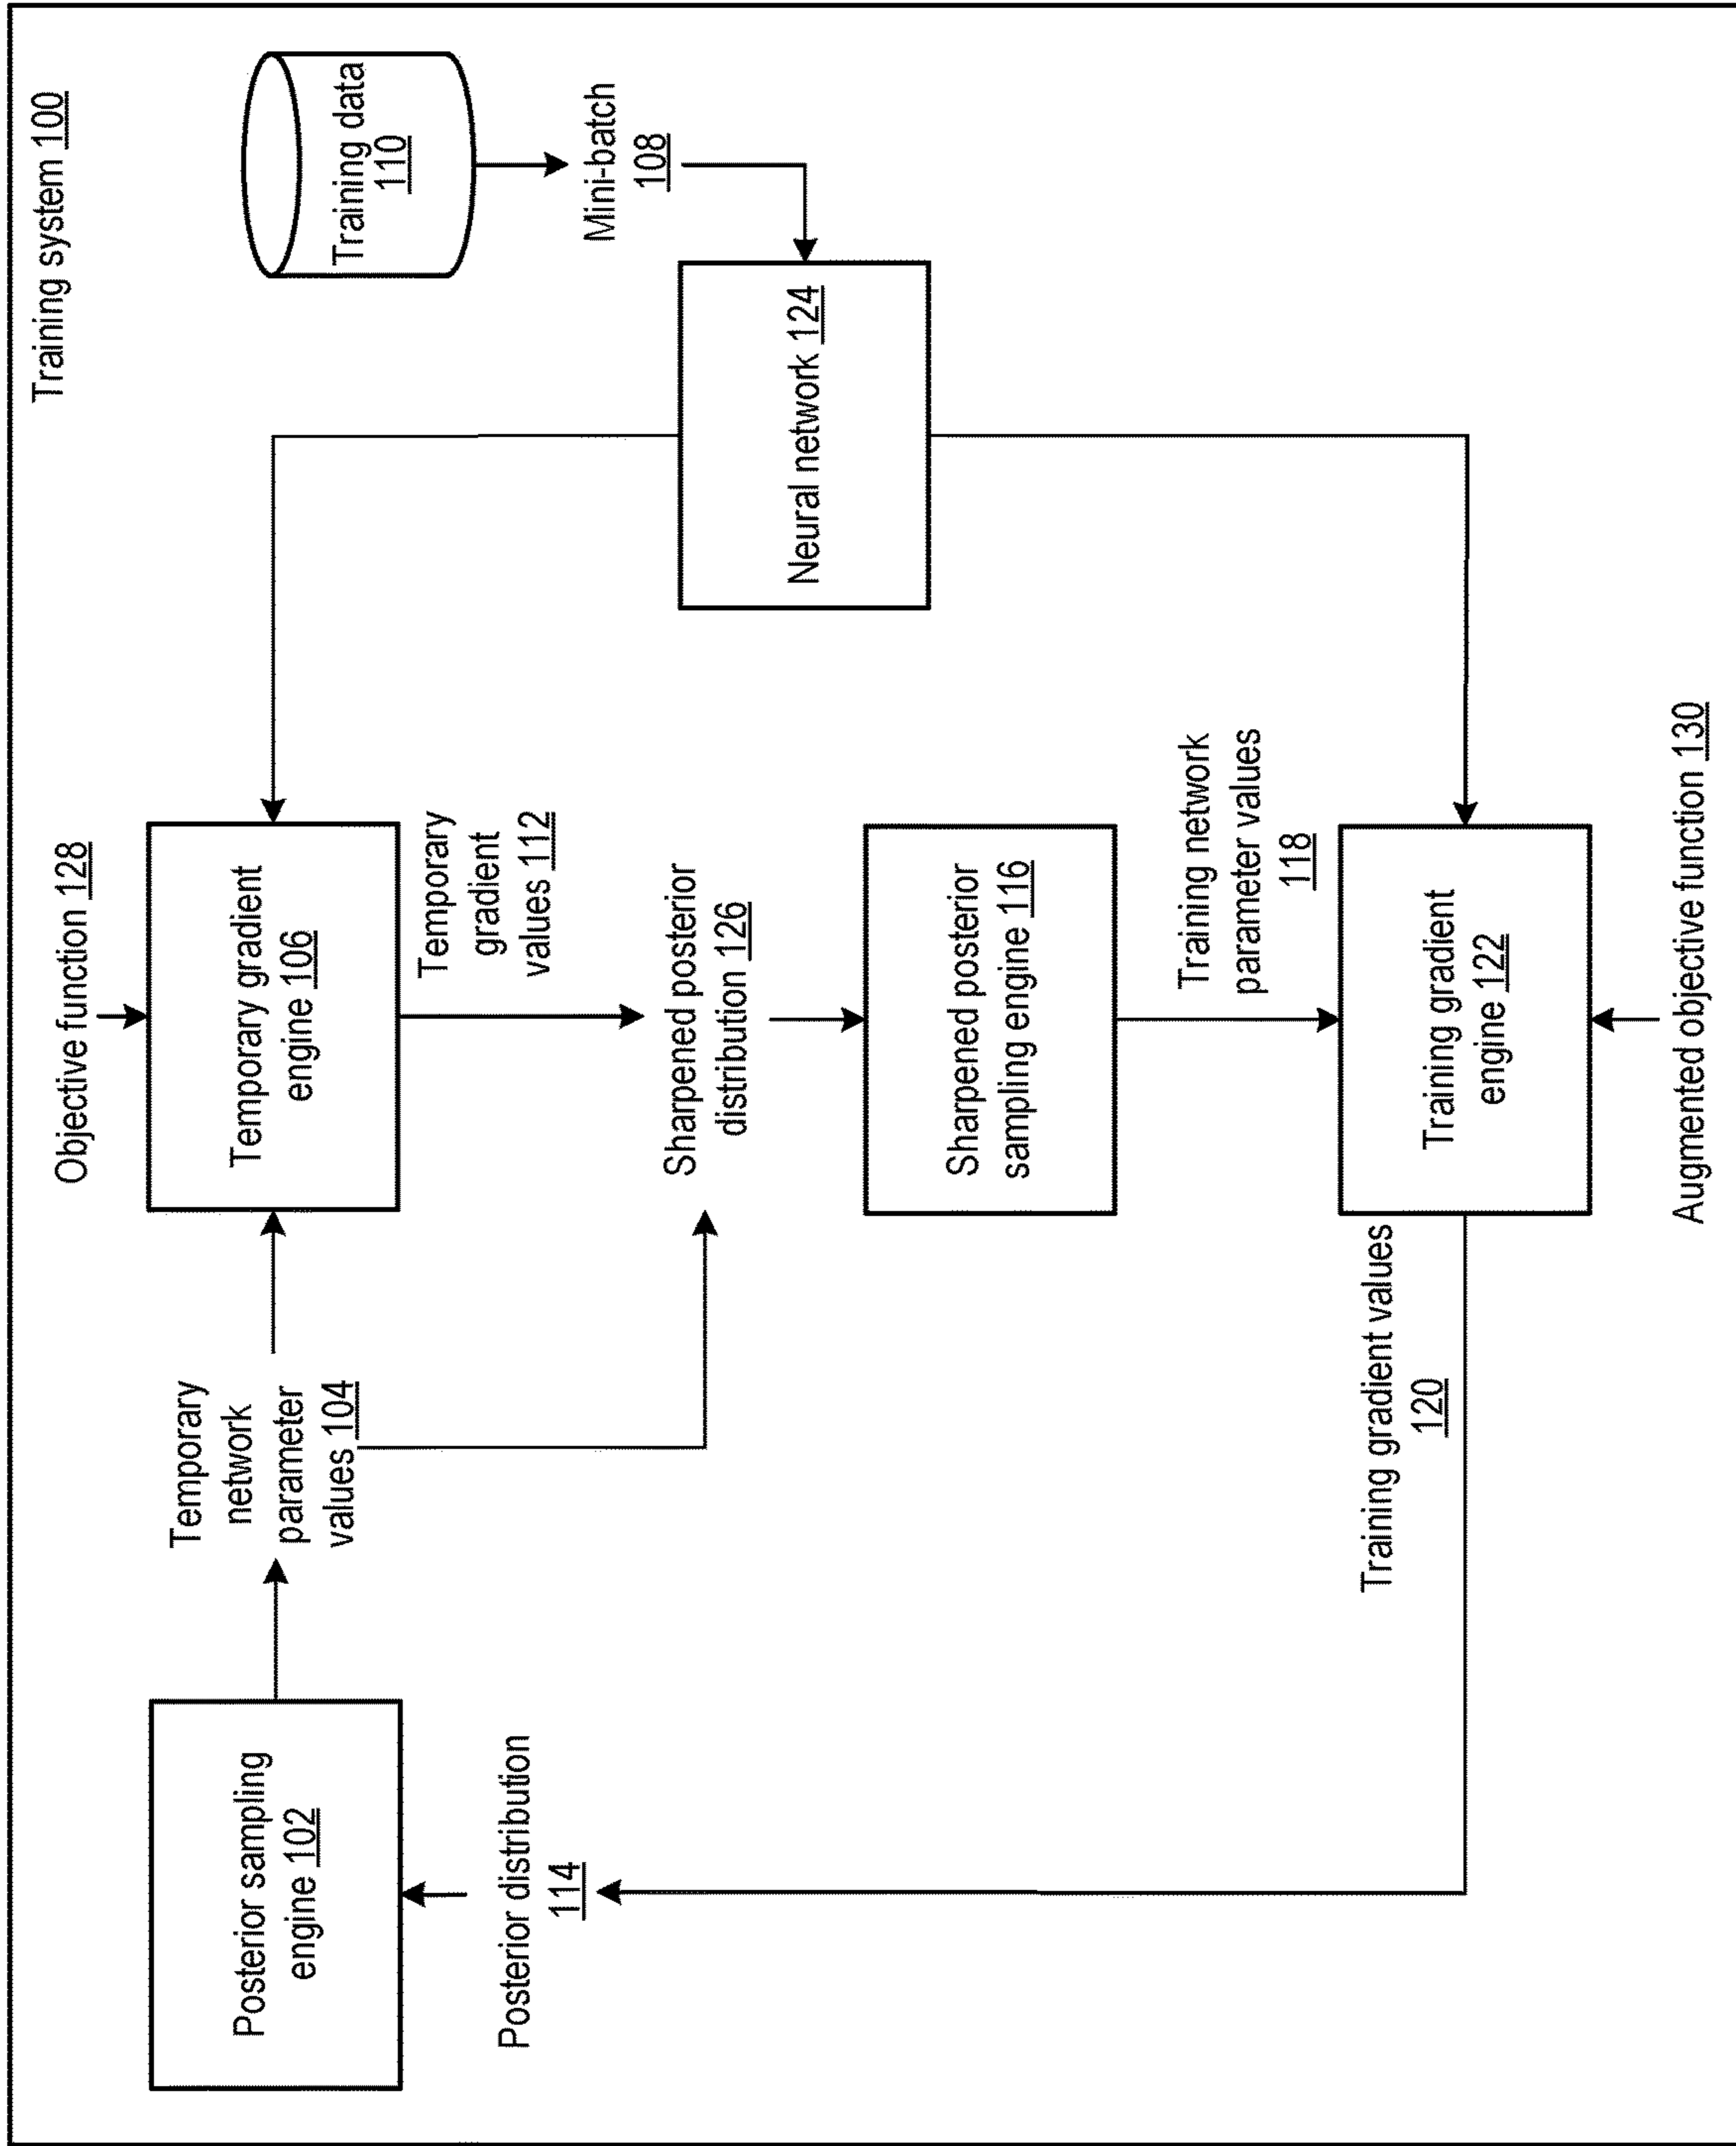 Training system 100
Objective function 128
Temporary
network
parameter
values 104
Posterior sampling
engine 102
Temporary gradient
engine 106
Training data
110
Temporary
gradient
values 112
Mini-batch
108
Posterior distribution
114
Sharpened posterior
distribution 126
Neural network 124
Sharpened posterior
sampling engine 116
Training network
parameter values
118
Training gradient values
120
Training gradient
engine 122
Augmented objective function 130